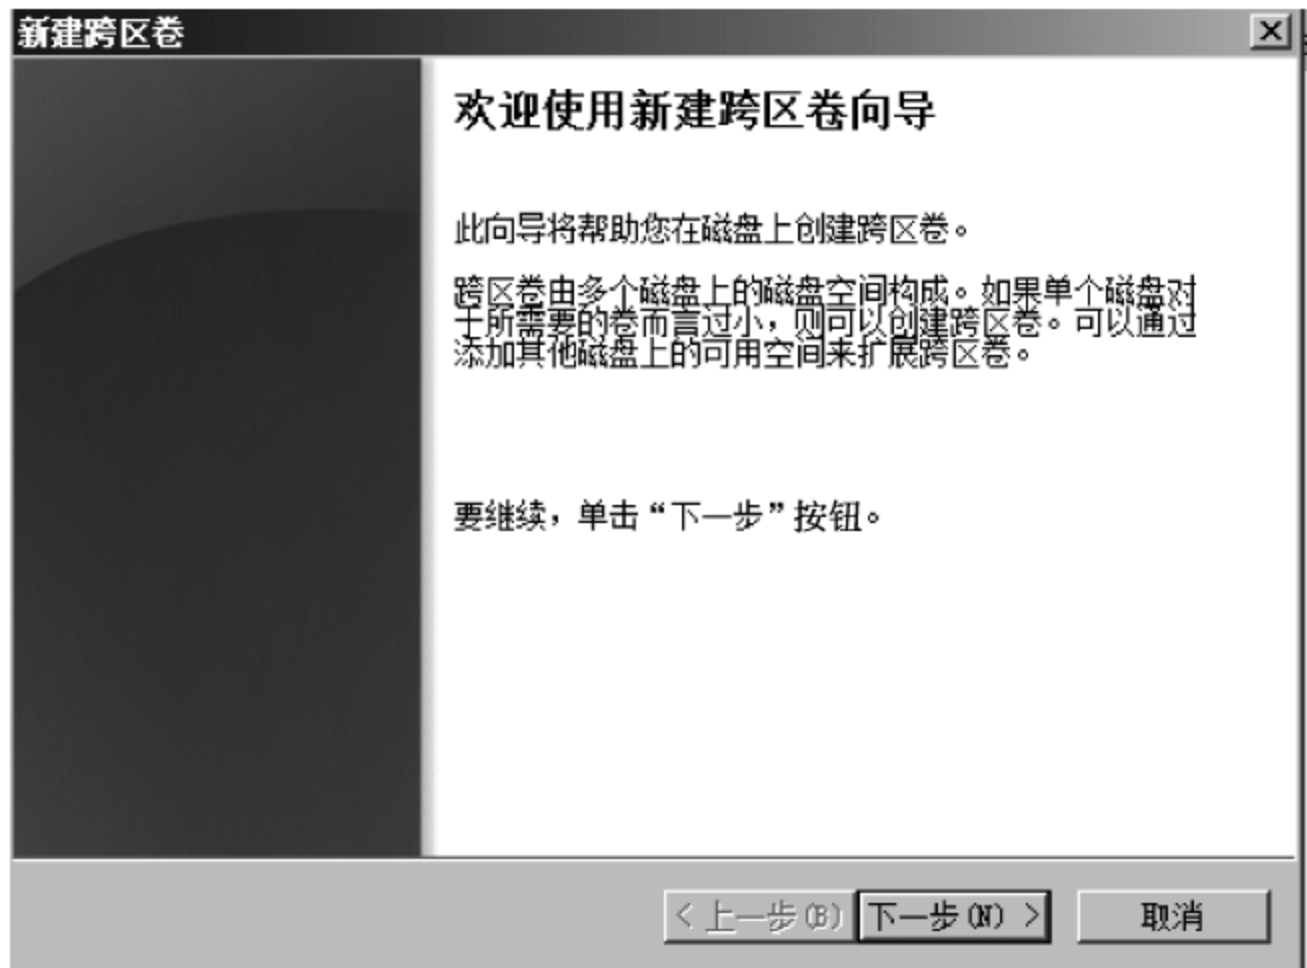 新建跨区卷
欢迎使用新建跨区卷向导
此向导将帮助您在磁盘上创建跨区卷。
跨区卷由多个磁盘上的磁盘空间构成。如果单个磁盘对
于所需要的卷而言过小，则可以创建跨区卷。可以通过
添加其他磁盘上的可用空间来扩展跨区卷。
要继续，单击“下一步”按钮。
< 上一步(B)
下一步(N) >
取消